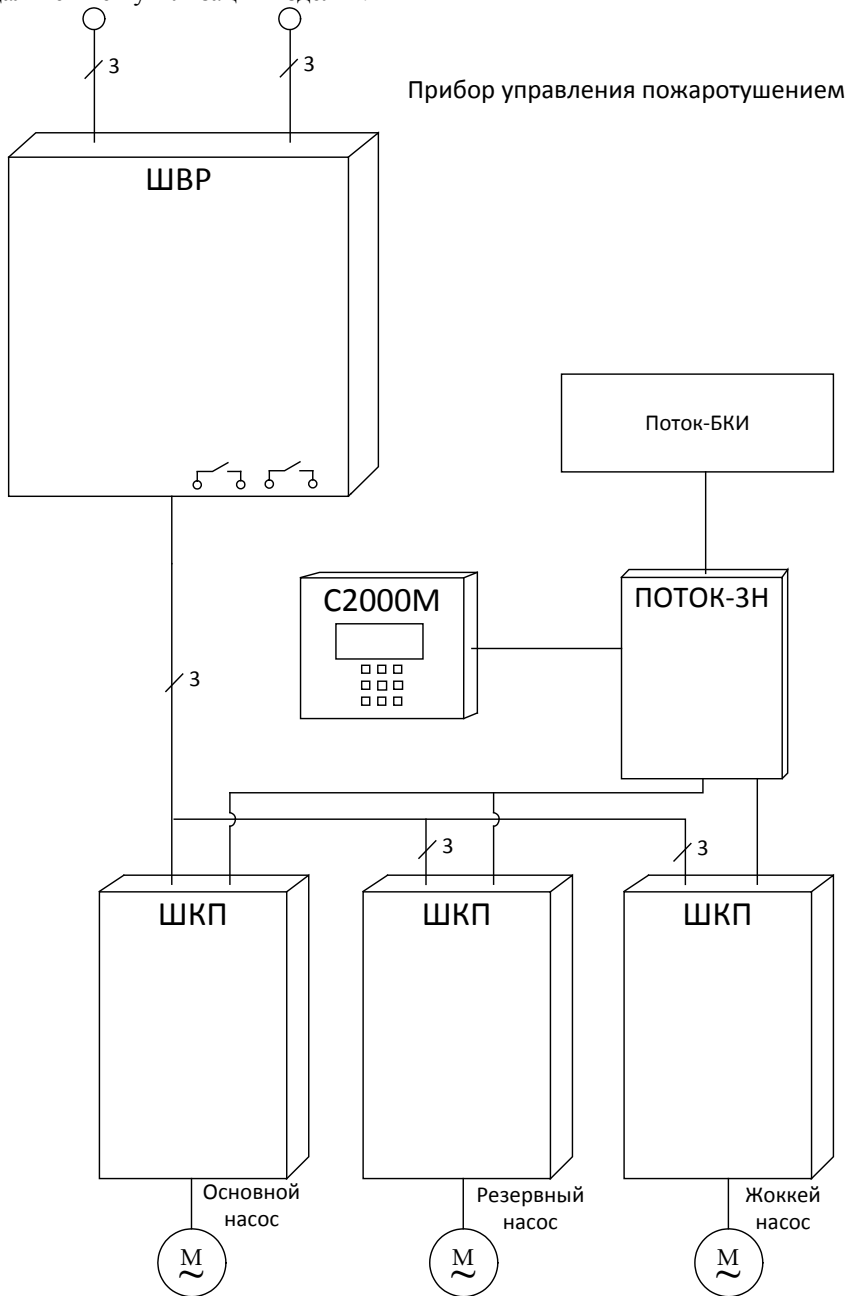 3
3
Прибор управления пожаротушением
ШВР
Поток-БКИ
С2000М
ПОТОК-3Н
3
3
3
ШКП
ШКП
ШКП
Основной
насос
Резервный
насос
Жоккей
насос
М
~
М
~
М
~